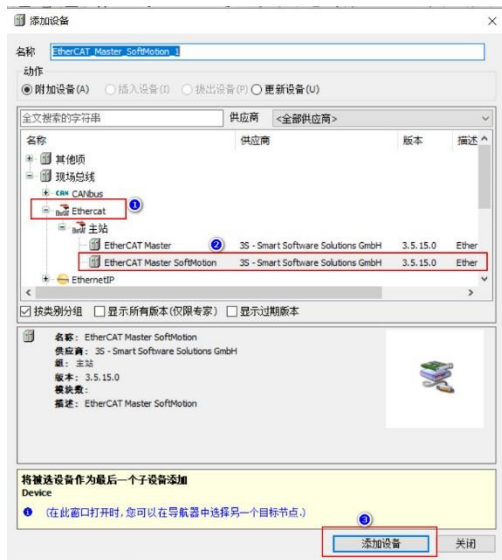 添加设备
名称 EtherCAT_Master_SoftMotion_1
动作
附加设备(A) 插入设备(I) 拔出设备(P) 更新设备(U)
全文搜索的字符串 供应商 <全部供应商>
名称 供应商 版本 描述
其他项
现场总线
CAN CANbus
Ethercat 1
主站
EtherCAT Master 2 3S - Smart Software Solutions GmbH 3.5.15.0 Ether
EtherCAT Master SoftMotion 3S - Smart Software Solutions GmbH 3.5.15.0 Ether
EthernetIP
按类别分组 显示所有版本(仅限专家) 显示过期版本
名称: EtherCAT Master SoftMotion
供应商: 3S - Smart Software Solutions GmbH
组: 主站
版本: 3.5.15.0
模块数:
描述: EtherCAT Master SoftMotion
将被选设备作为最后一个子设备添加
Device
(在此窗口打开时,您可以在导航器中选择另一个目标节点.)
3
添加设备 关闭